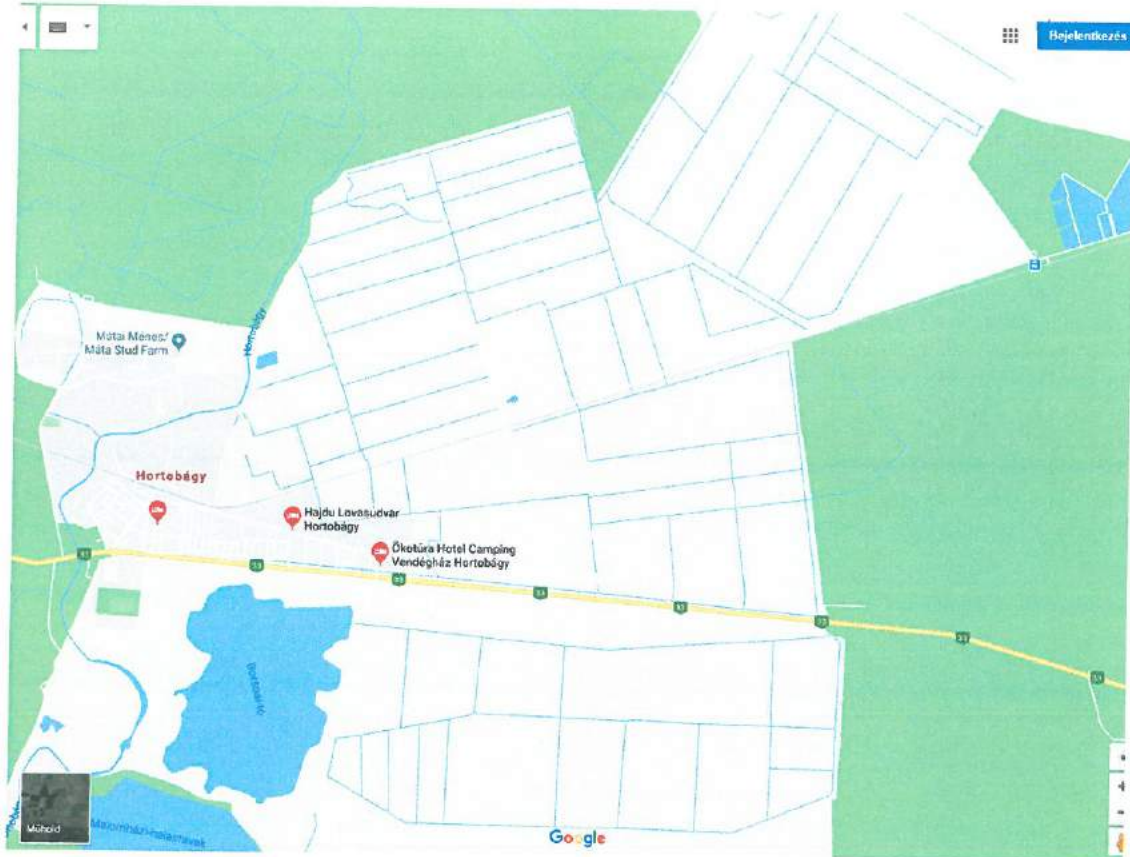 Bejelentkezés
Hortobágy
Mátai Ménes/
Máta Stud Farm
Hortobágy
Hajdu Lovasudvar
Hortobágy
Ökotúra Hotel Camping
Vendégház Hortobágy
33
33
33
33
33
33
33
33
Műhold
Google